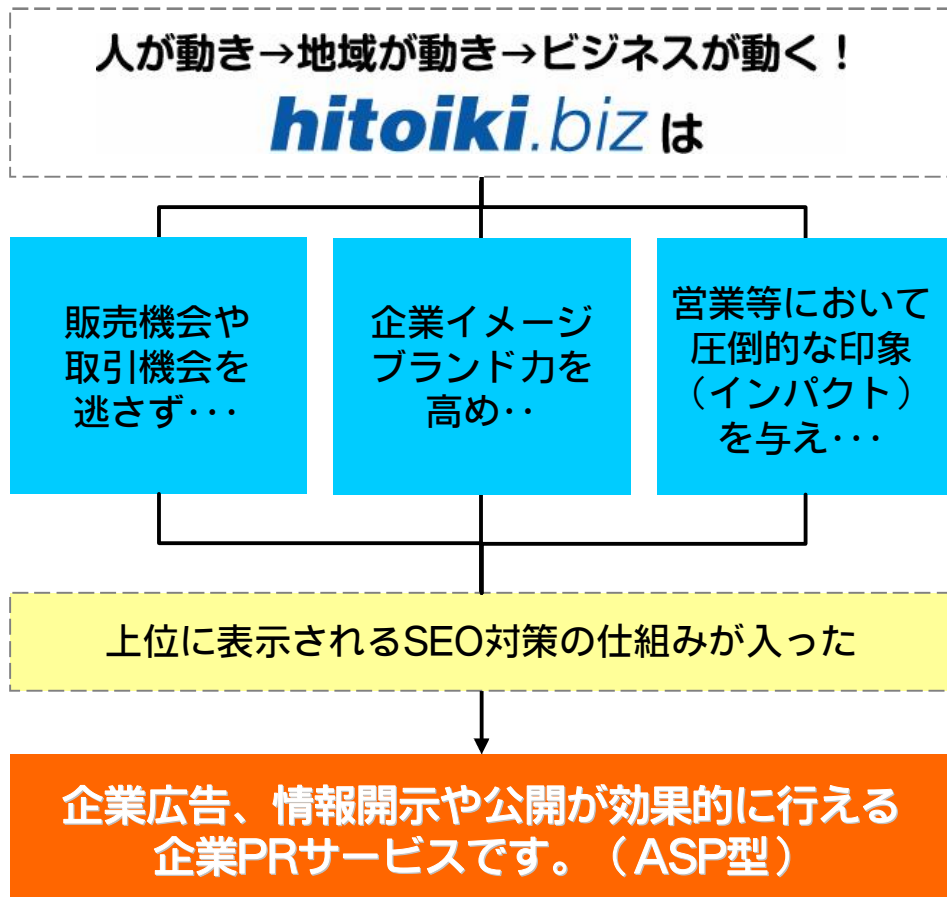 人が動き→地域が動き→ビジネスが動く！
hitoiki.biz は
販売機会や
取引機会を
逃さず・・・
企業イメージ
ブランド力を
高め・・
営業等において
圧倒的な印象
（インパクト）
を与え・・・
上位に表示されるSEO対策の仕組みが入った
企業広告、情報開示や公開が効果的に行える
企業PRサービスです。（ASP型）